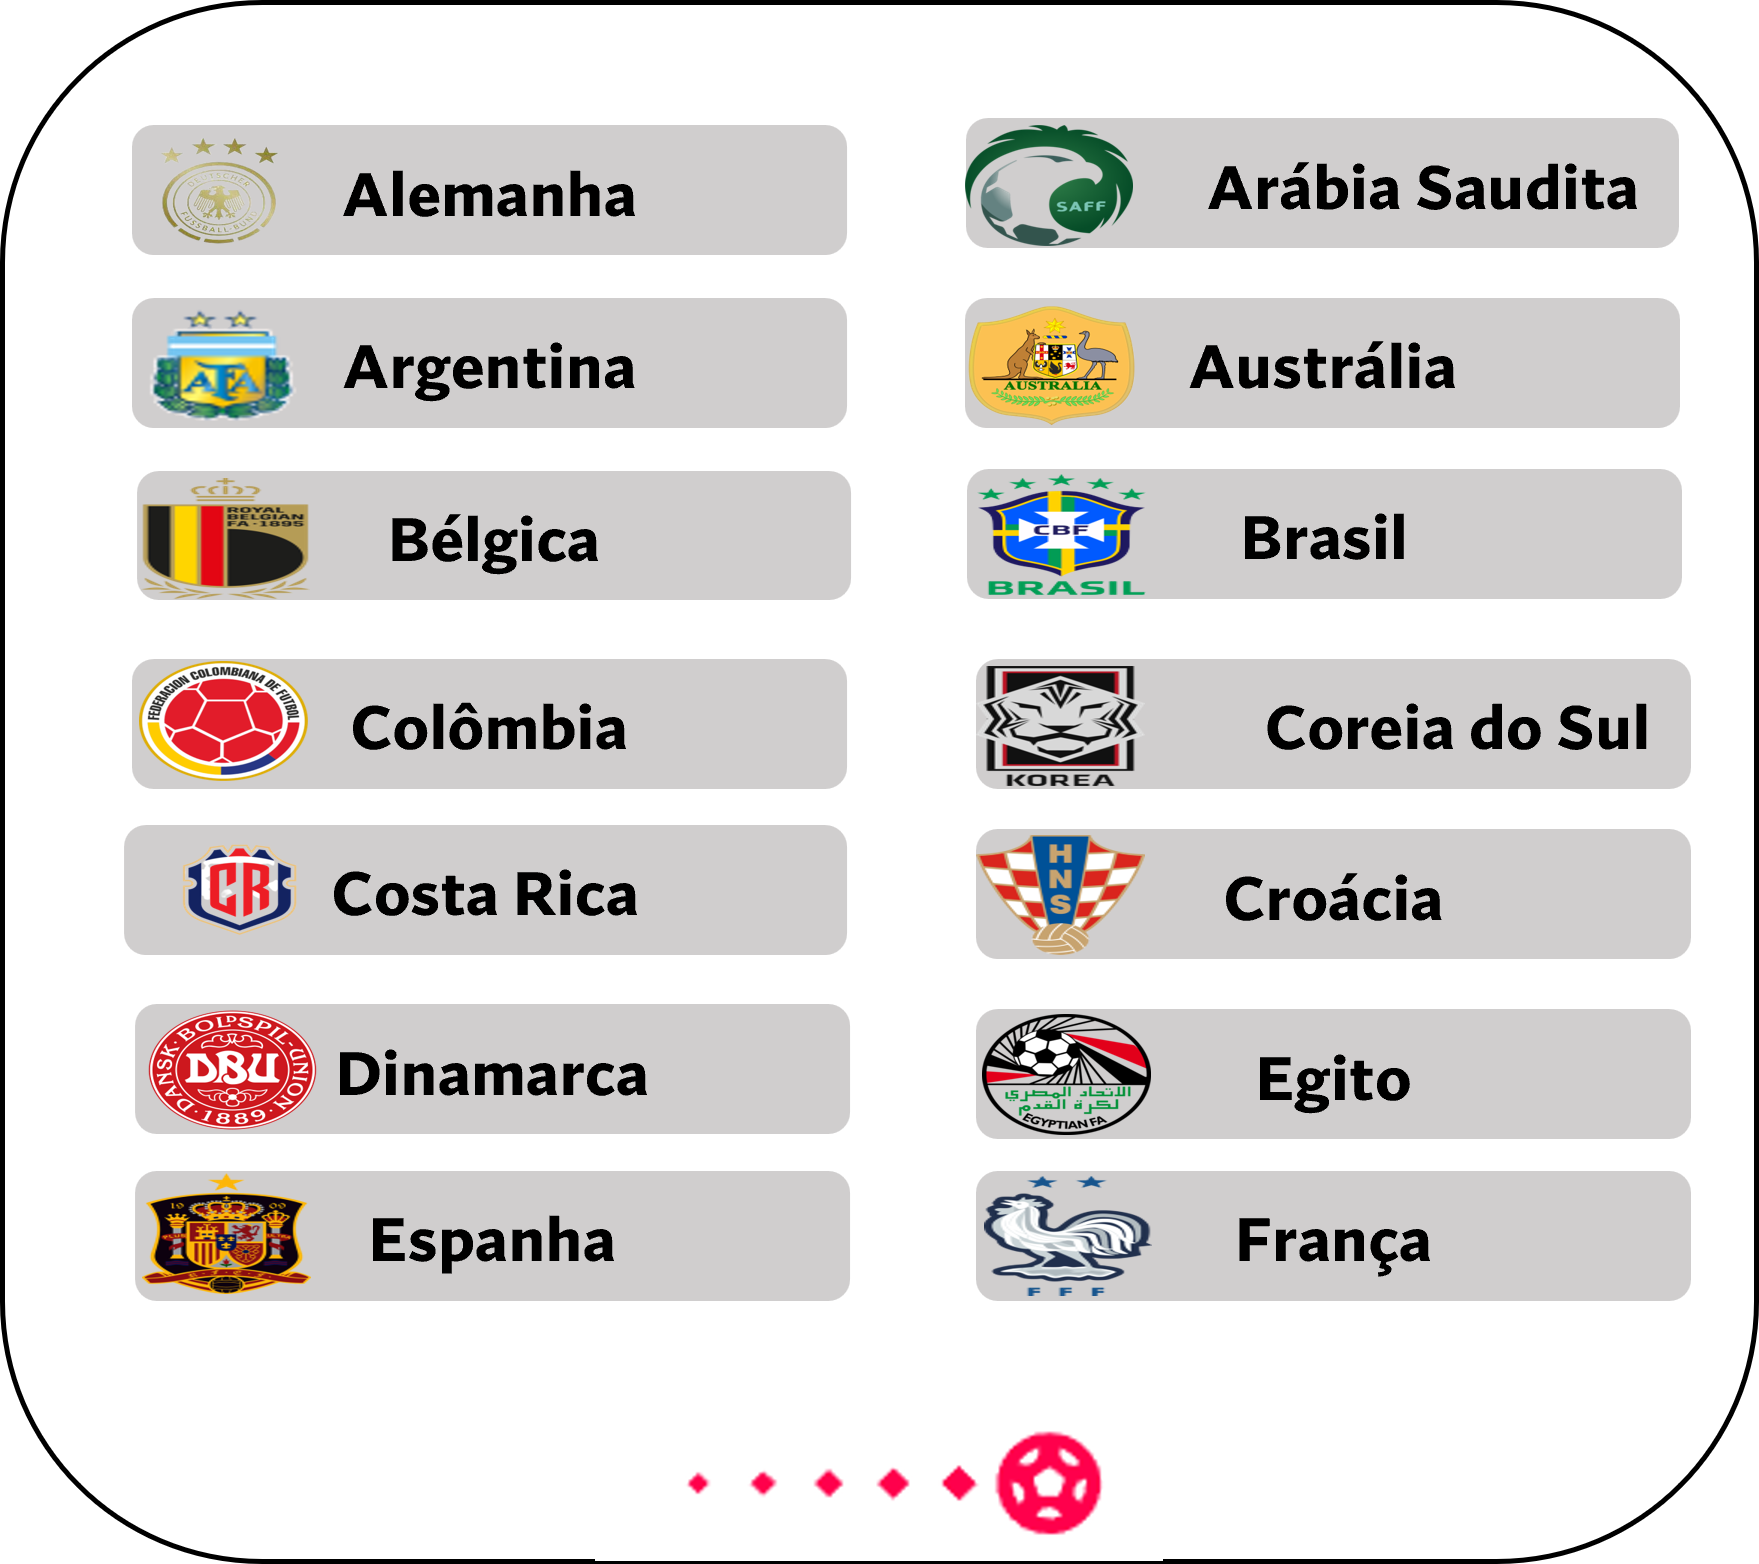 DEUTSCHER
FUSSBALL-BUND
Alemanha
SAFF
Arábia Saudita
AFA
Argentina
AUSTRALIA
Austrália
ROYAL
BELGIAN
FA·1895
Bélgica
CBF
BRASIL
Brasil
FEDERACION COLOMBIANA DE FUTBOL
Colômbia
KOREA
Coreia do Sul
CR
Costa Rica
HNS
Croácia
DANSK·BOLDSPIL-UNION
DBU
·1889·
Dinamarca
الاتحاد المصري
لكرة القدم
EGYPTIAN FA
Egito
1909
Espanha
FFF
França